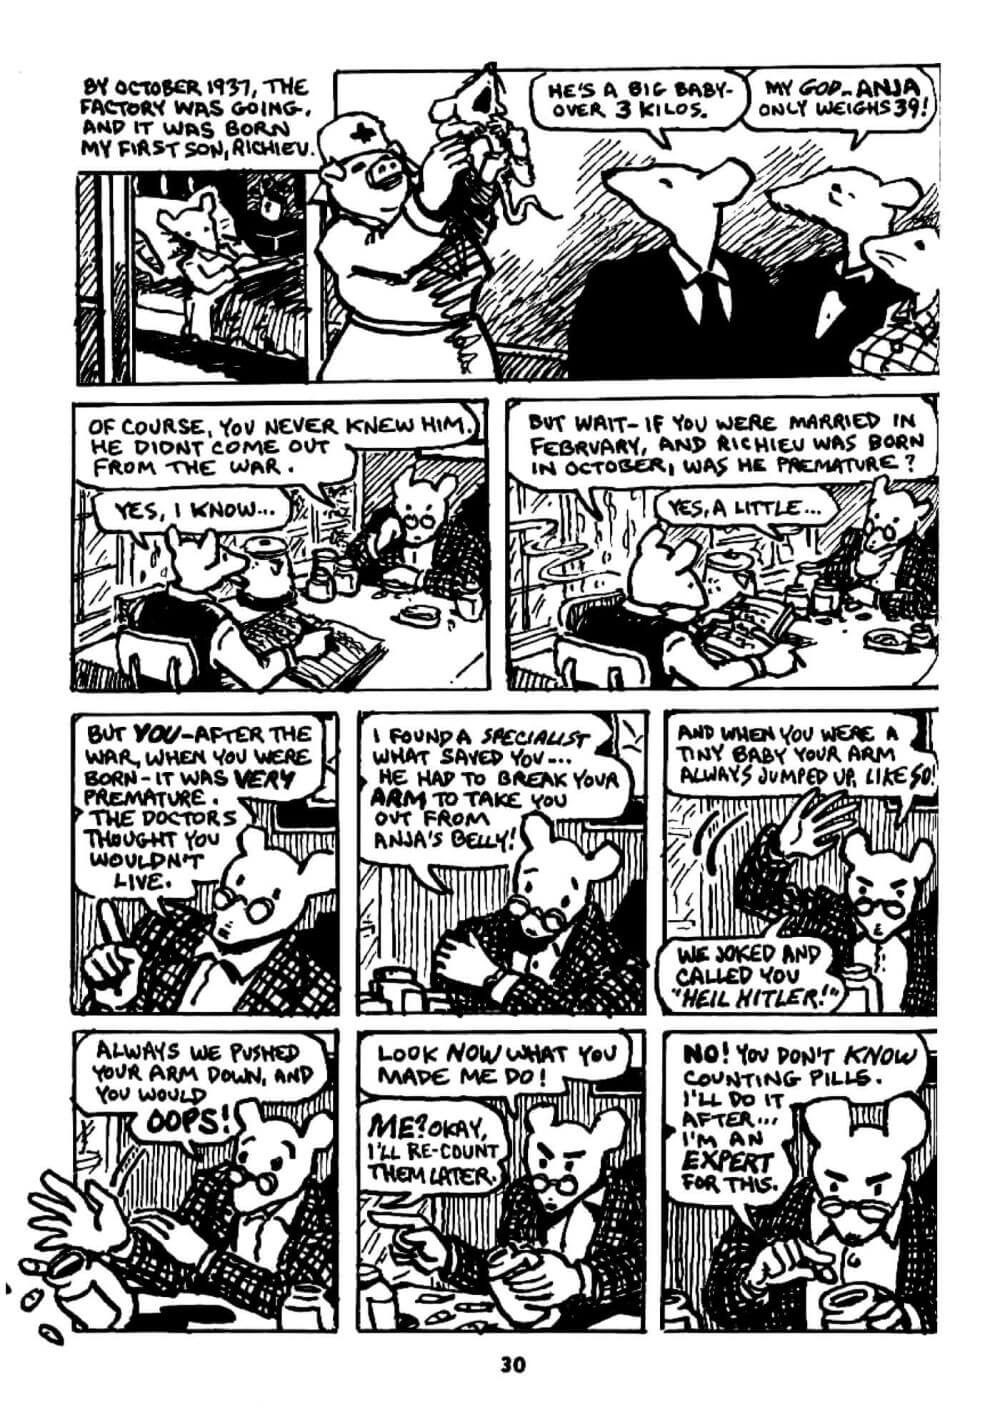 BY OCTOBER 1937, THE
FACTORY WAS GOING.
AND IT WAS BORN
MY FIRST SON, RICHIEU.
HE'S A BIG BABY-
OVER 3 KILOS.
MY GOD-ANJA
ONLY WEIGHS 39!
OF COURSE, YOU NEVER KNEW HIM.
HE DIDNT COME OUT
FROM THE WAR.
YES, I KNOW...
BUT WAIT- IF YOU WERE MARRIED IN
FEBRUARY, AND RICHIEU WAS BORN
IN OCTOBER, WAS HE PREMATURE?
YES, A LITTLE...
BUT YOU-AFTER THE
WAR, WHEN YOU WERE
BORN-IT WAS VERY
PREMATURE.
THE DOCTORS
THOUGHT YOU
WOULDN'T
LIVE.
I FOUND A SPECIALIST
WHAT SAVED YOU...
HE HAD TO BREAK YOUR
ARM TO TAKE YOU
OUT FROM
ANJA'S BELLY!
AND WHEN YOU WERE A
TINY BABY YOUR ARM
ALWAYS JUMPED UP, LIKE SO!
WE JOKED AND
CALLED YOU
"HEIL HITLER!"
ALWAYS WE PUSHED
YOUR ARM DOWN, AND
YOU WOULD
OOPS!
LOOK NOW WHAT YOU
MADE ME DO!
ME? OKAY,
I'LL RE-COUNT
THEM LATER.
NO! YOU DON'T KNOW
COUNTING PILLS.
I'LL DO IT
AFTER...
I'M AN
EXPERT
FOR THIS.
30